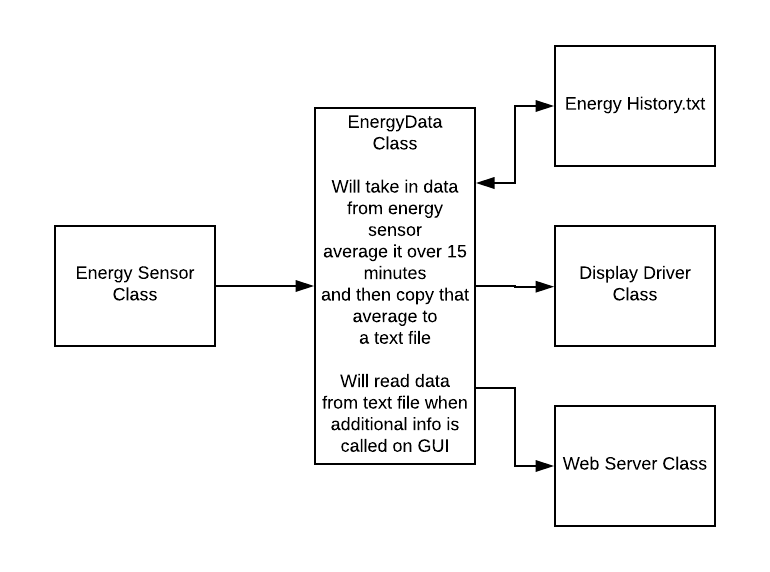 Energy Sensor
Class
EnergyData
Class
Will take in data
from energy
sensor
average it over 15
minutes
and then copy that
average to
a text file
Will read data
from text file when
additional info is
called on GUI
Energy History.txt
Display Driver
Class
Web Server Class